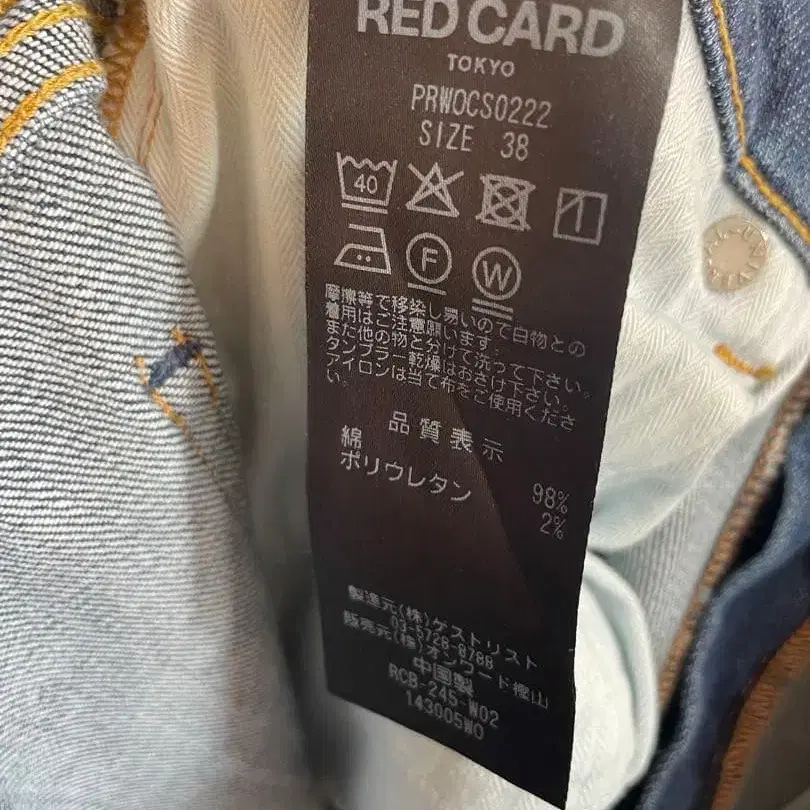 RED CARD
TOKYO
PRWOCS0222
SIZE 38
40
F W
摩擦等で移染し易いので白物との
着用はご注意願います。
また他の物と分けて洗って下さい。
タンブラー乾燥はおさけ下さい。
アイロンは当て布をご使用くださ
い。
品質表示
綿 98%
ポリウレタン 2%
製造元(株)ゲストリスト
03-5728-8788
販売元(株)オンワード樫山
中国製
RCB-245-W02
143005WO